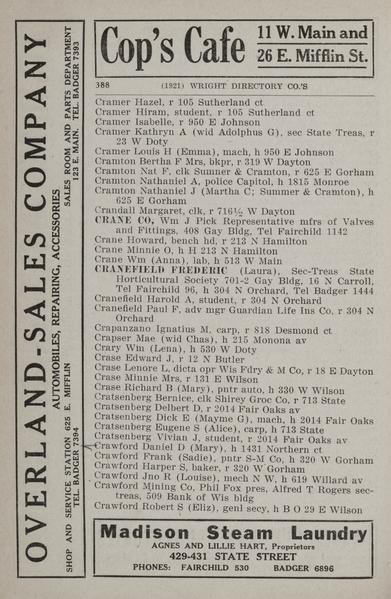 OVERLAND-SALES COMPANY
AUTOMOBILES, REPAIRING, ACCESSORIES
SHOP AND SERVICE STATION 625 E. MIFFLIN
TEL. BADGER 7394
SALES ROOM AND PARTS DEPARTMENT
123 E. MAIN. TEL. BADGER 7393
Cop's Cafe
11 W. Main and
26 E. Mifflin St.
388 (1921) WRIGHT DIRECTORY CO.'S
Cramer Hazel, r 105 Sutherland ct
Cramer Hiram, student, r 105 Sutherland ct
Cramer Isabelle, r 950 E Johnson
Cramer Kathryn A (wid Adolphus G), sec State Treas, r
23 W Doty
Cramer Louis H (Emma), mach, h 950 E Johnson
Cramton Bertha F Mrs, bkpr, r 319 W Dayton
Cramton Nat F, clk Sumner & Cramton, r 625 E Gorham
Cramton Nathaniel A, police Capitol, h 1815 Monroe
Cramton Nathaniel J (Martha C; Sumner & Cramton), h
625 E Gorham
Crandall Margaret, clk, r 716½ W Dayton
CRANE CO, Wm J Pick Representative mfrs of Valves
and Fittings, 408 Gay Bldg, Tel Fairchild 1142
Crane Howard, bench hd, r 213 N Hamilton
Crane Minnie O, h H 213 N Hamilton
Crane Wm (Anna), lab, h 513 W Main
CRANEFIELD FREDERIC (Laura), Sec-Treas State
Horticultural Society 701-2 Gay Bldg, 16 N Carroll,
Tel Fairchild 96, h 304 N Orchard, Tel Badger 1444
Cranefield Harold A, student, r 304 N Orchard
Cranefield Paul F, adv mgr Guardian Life Ins Co, r 304 N
Orchard
Crapanzano Ignatius M, carp, r 818 Desmond ct
Crapser Mae (wid Chas), h 215 Monona av
Crary Wm (Lena), h 530 W Doty
Crase Edward J, r 12 N Butler
Crase Lenore L, dicta opr Wis Fdry & M Co, r 18 E Dayton
Crase Minnie Mrs, r 131 E Wilson
Crase Richard B (Mary), pntr auto, h 330 W Wilson
Cratsenberg Bernice, clk Shirey Groc Co, r 713 State
Cratsenberg Delbert D, r 2014 Fair Oaks av
Cratsenberg Dick E (Mayme G), mach, h 2014 Fair Oaks
Cratsenberg Eugene S (Alice), carp, h 713 State
Cratsenberg Vivian J, student, r 2014 Fair Oaks av
Crawford Daniel D (Mary), h 1431 Northern ct
Crawford Frank (Sadie), pntr S-M Co, h 320 W Gorham
Crawford Harper S, baker, r 320 W Gorham
Crawford Jno R (Louise), mech N W, h 619 Willard av
Crawford Mining Co, Phil Fox pres, Alfred T Rogers sec-
treas, 509 Bank of Wis bldg
Crawford Robert S (Eliz), genl secy, h B O 29 E Wilson
Madison Steam Laundry
AGNES AND LILLIE HART, Proprietors
429-431 STATE STREET
PHONES: FAIRCHILD 530 BADGER 6896